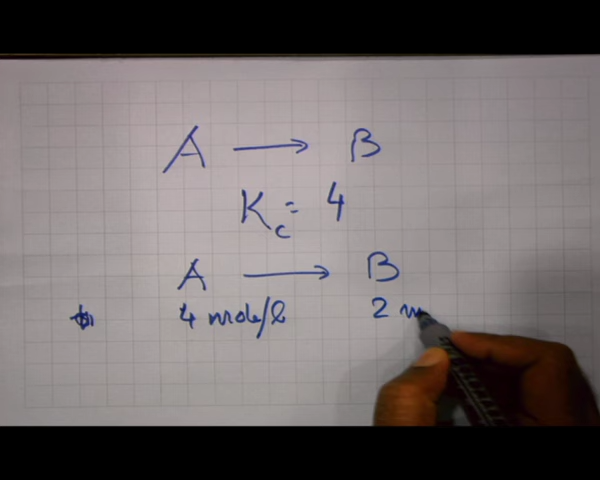 A → B
Kc = 4
A → B
4 mole/l 2 m